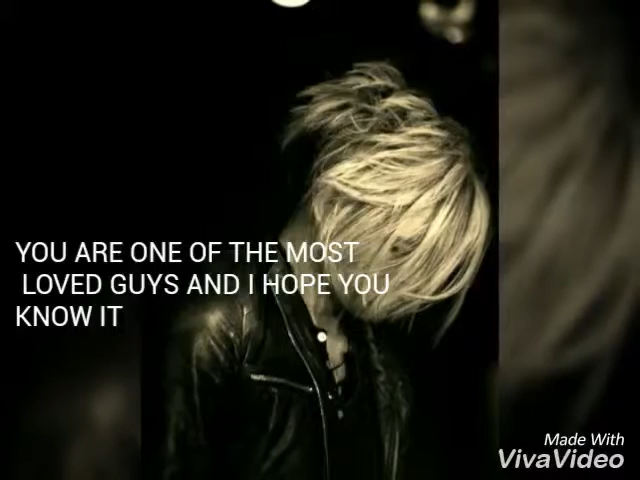 YOU ARE ONE OF THE MOST
LOVED GUYS AND I HOPE YOU
KNOW IT
Made With
VivaVideo